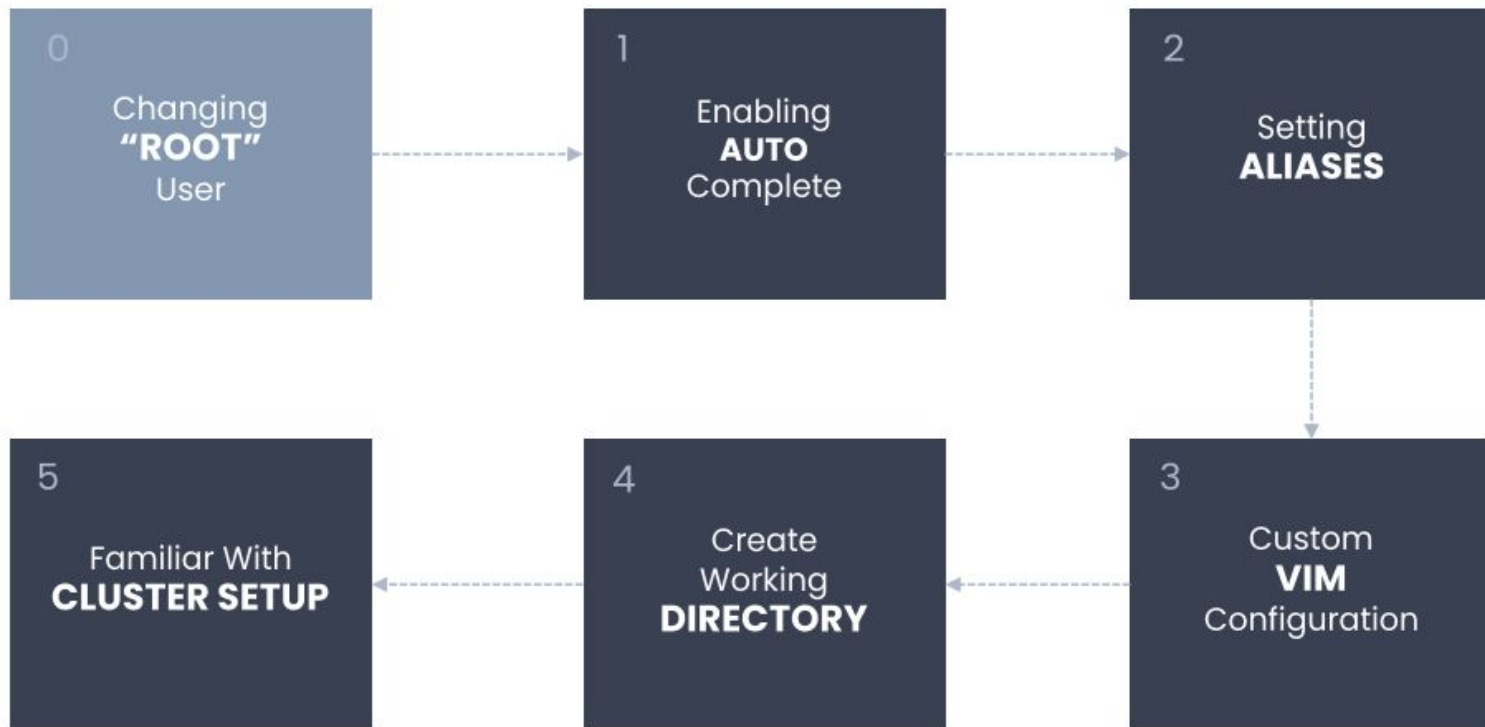 0
Changing
“ROOT”
User
1
Enabling
AUTO
Complete
2
Setting
ALIASES
3
Custom
VIM
Configuration
4
Create
Working
DIRECTORY
5
Familiar With
CLUSTER SETUP